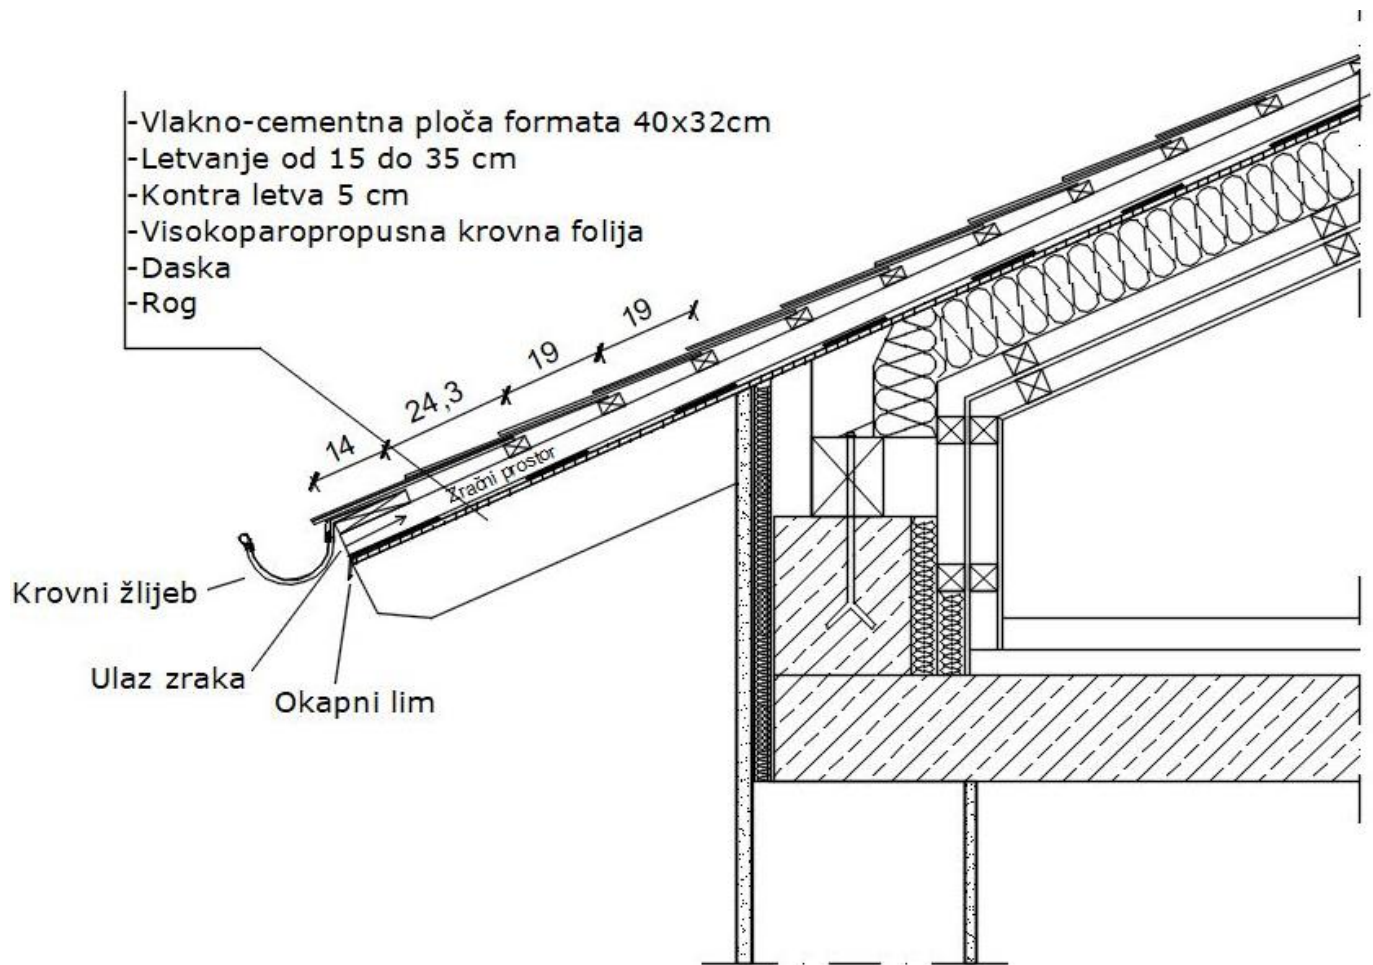 -Vlakno-cementna ploča formata 40x32cm
-Letvanje od 15 do 35 cm
-Kontra letva 5 cm
-Visokoparopropusna krovna folija
-Daska
-Rog
19
19
24,3
14
Zračni prostor
Krovni žlijeb
Ulaz zraka
Okapni lim